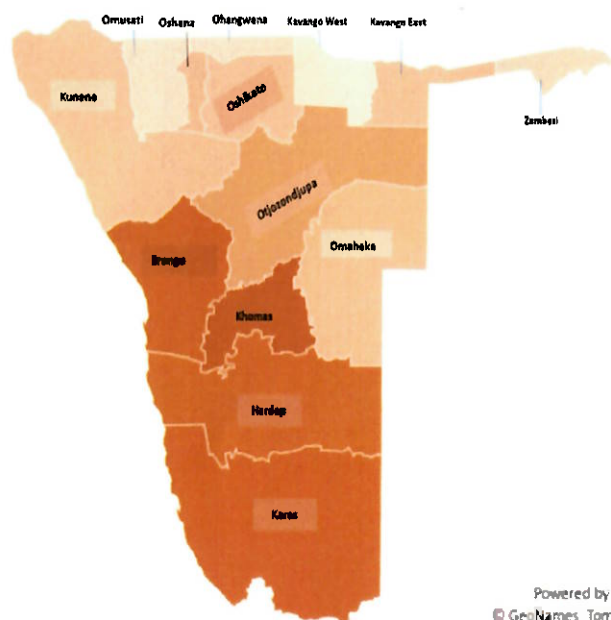 Omusati
Oshana
Ohangwena
Kavango West
Kavango East
Kunene
Oshikoto
Zambezi
Otjozondjupa
Omaheke
Erongo
Khomas
Hardap
Karas
Powered by
© GeoNames, Tom